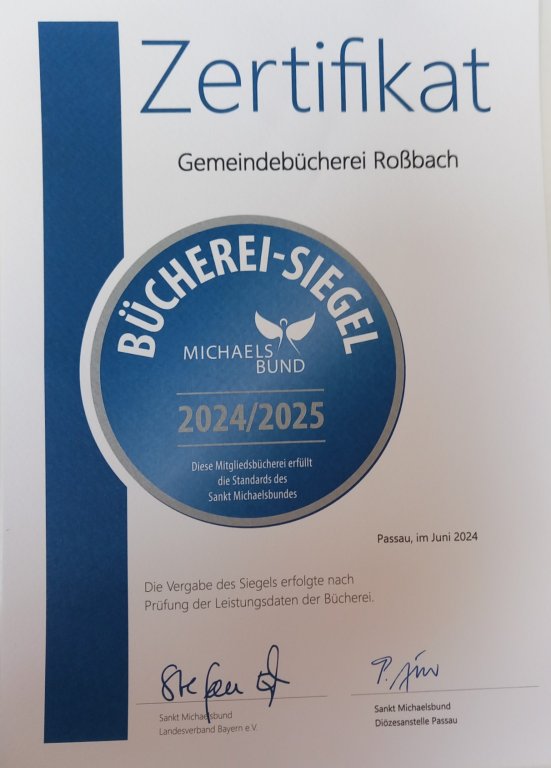 Zertifikat
Gemeindebücherei Roßbach
BÜCHEREI-SIEGEL
MICHAELS
BUND
2024/2025
Diese Mitgliedsbücherei erfüllt
die Standards des
Sankt Michaelsbundes
Passau, im Juni 2024
Die Vergabe des Siegels erfolgte nach
Prüfung der Leistungsdaten der Bücherei.
Stefan
Sankt Michaelsbund
Landesverband Bayern e.V.
P.
Sankt Michaelsbund
Diözesanstelle Passau